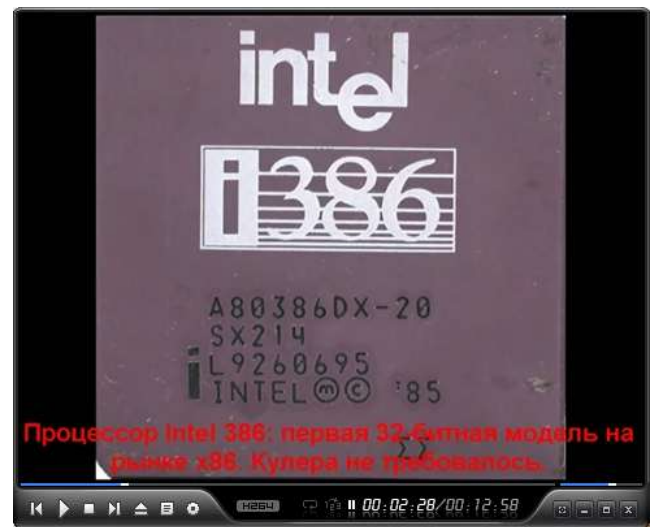 intel
i386
A80386DX-20
SX214
L9260695
INTEL ⓜ © '85
ΣΣ
Процессор Intel 386: первая 32-битная модель на
рынке x86. Кулера не требовалось.
H264
00:02:28/00:12:58